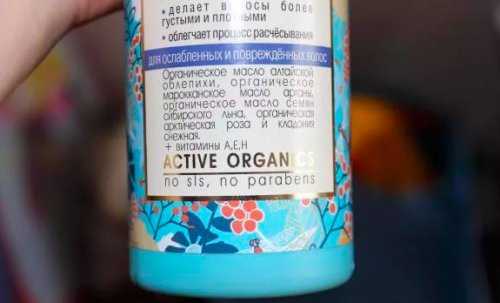 • делает волосы более
густыми и плотными
• облегчает процесс расчёсывания
для ослабленных и повреждённых волос
Органическое масло алтайской
облепихи, органическое
марокканское масло арганы,
органическое масло семян
сибирского льна, органическая
арктическая роза и кладония
снежная.
+ витамины А,Е,Н
ACTIVE ORGANICS
no sls, no parabens